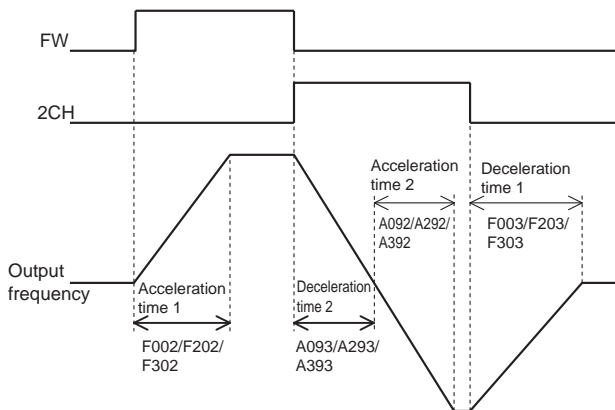 FW
2CH
Acceleration
time 2
A092/A292/
A392
Deceleration
time 1
F003/F203/
F303
Output
frequency
Acceleration
time 1
F002/F202/
F302
Deceleration
time 2
A093/A293/
A393